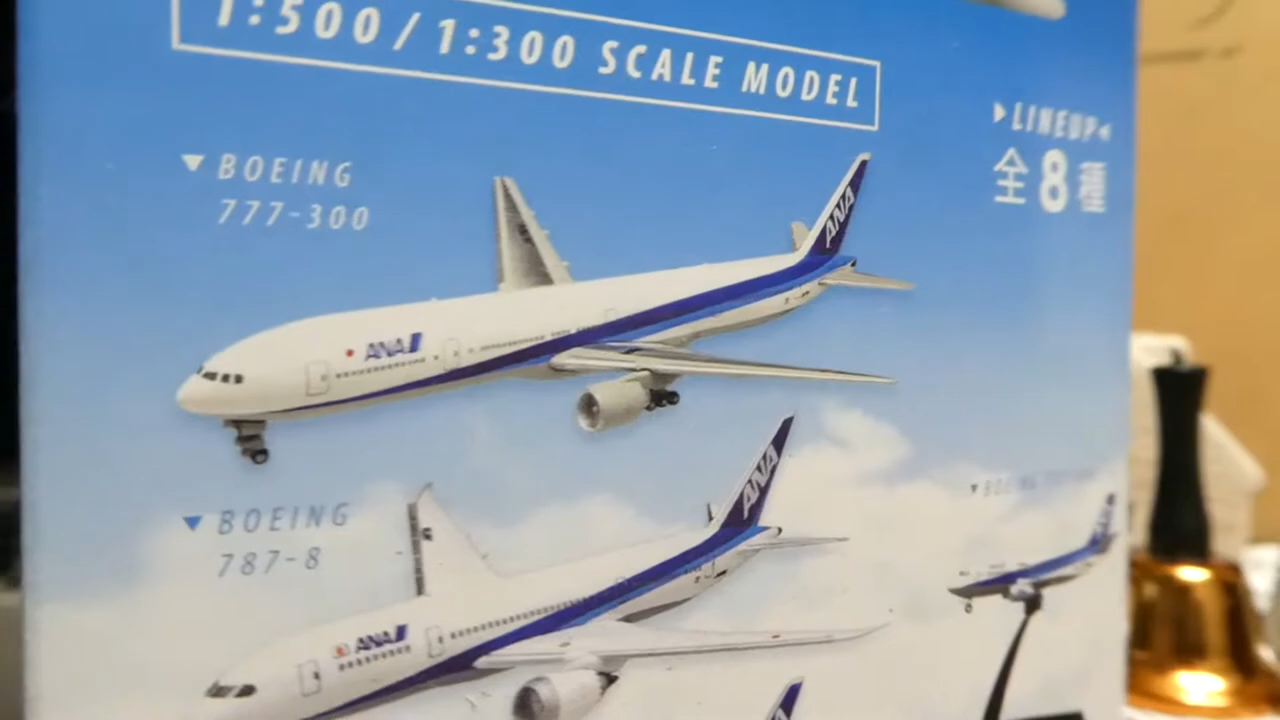 1:500 / 1:300 SCALE MODEL
▶LINEUP◀
全8種
▼BOEING
777-300
ANA
ANA
▼BOEING
787-8
ANA
ANA